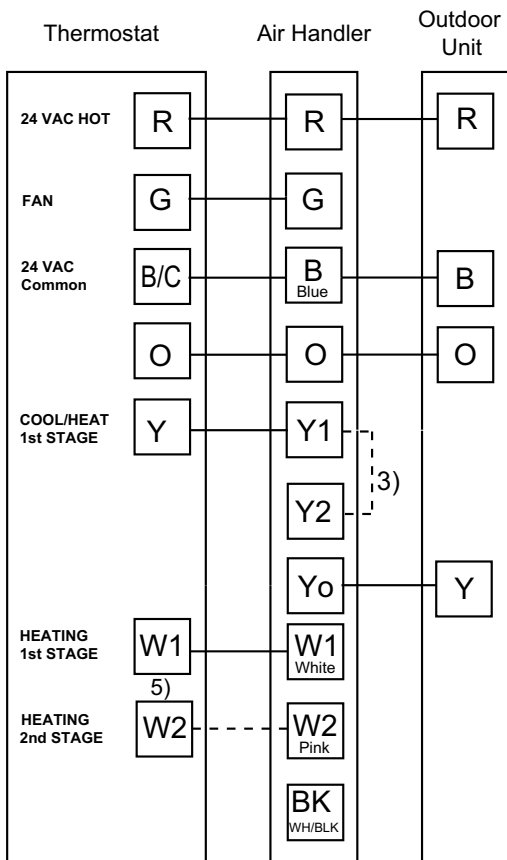 Thermostat
Air Handler
Outdoor
Unit
24 VAC HOT
R
R
R
FAN
G
G
24 VAC
Common
B/C
B
Blue
B
O
O
O
COOL/HEAT
1st STAGE
Y
Y1
3)
Y2
Yo
Y
HEATING
1st STAGE
W1
W1
White
5)
HEATING
2nd STAGE
W2
W2
Pink
BK
WH/BLK